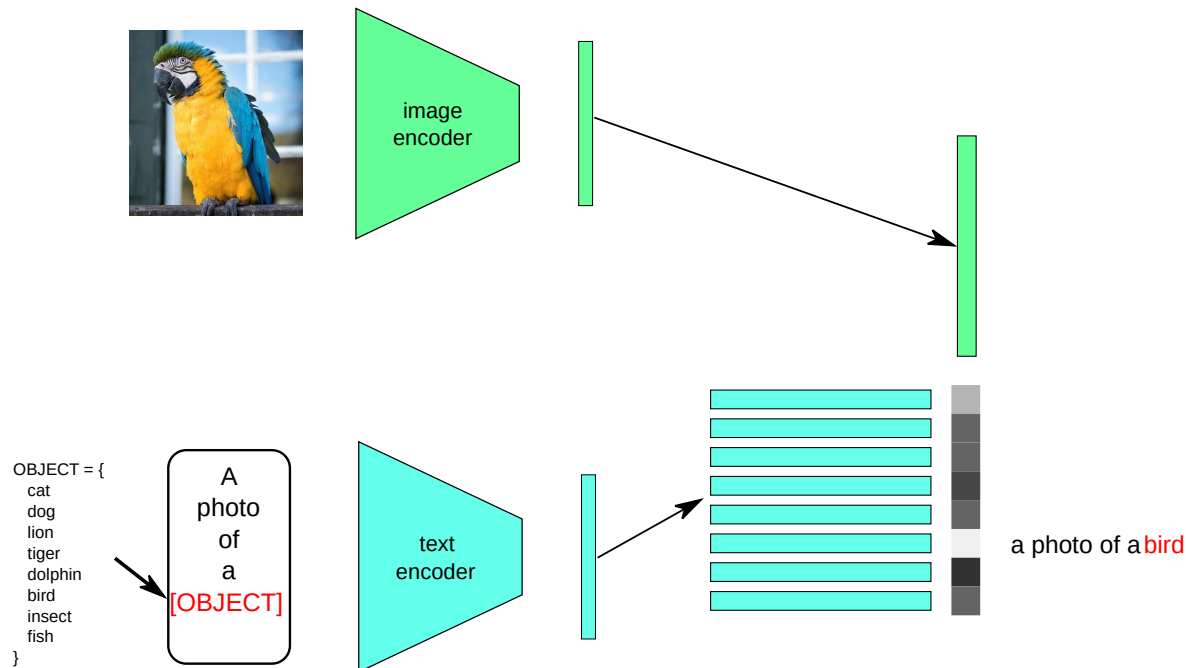 image
encoder
OBJECT = {
cat
dog
lion
tiger
dolphin
bird
insect
fish
}
A
photo
of
a
[OBJECT]
text
encoder
a photo of a bird